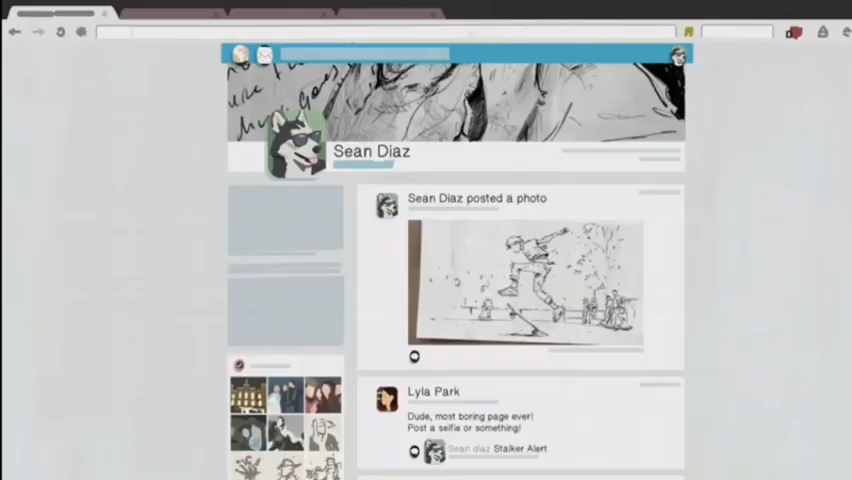 Sean Diaz
Sean Diaz posted a photo
Lyla Park
Dude, most boring page ever!
Post a selfie or something!
Sean diaz Stalker Alert